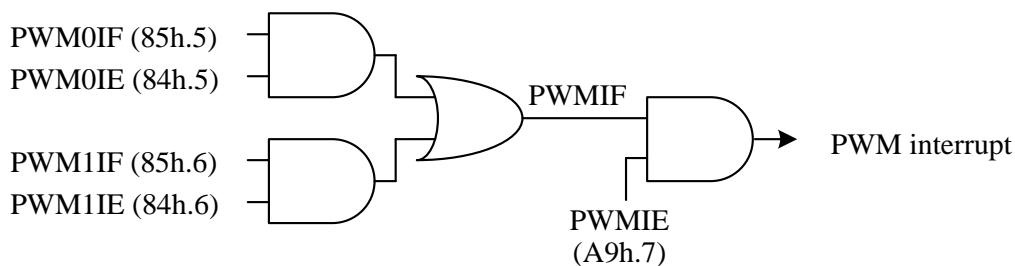 PWM0IF (85h.5)
PWM0IE (84h.5)
PWMIF
PWM interrupt
PWM1IF (85h.6)
PWM1IE (84h.6)
PWMIE
(A9h.7)